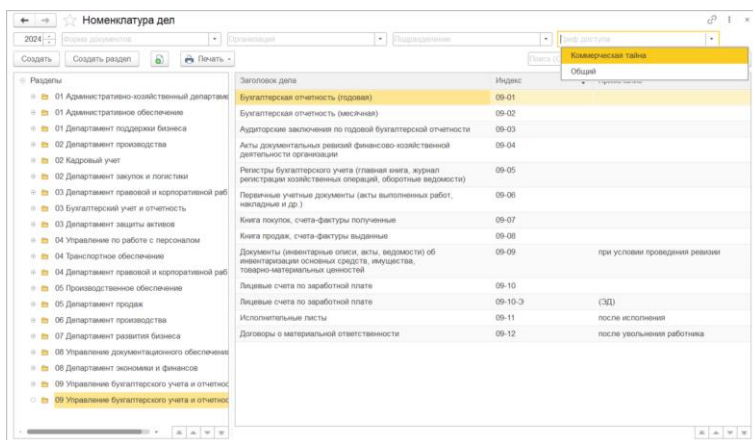 Номенклатура дел
2024 Форма документов Организация Подразделение Гриф доступа
Коммерческая тайна
Общий
Создать Создать раздел Печать
Разделы
01 Административно-хозяйственный департаме
01 Административное обеспечение
01 Департамент поддержки бизнеса
02 Департамент производства
02 Кадровый учет
02 Департамент закупок и логистики
03 Департамент правовой и корпоративной раб
03 Бухгалтерский учет и отчетность
03 Департамент защиты активов
04 Управление по работе с персоналом
04 Транспортное обеспечение
04 Департамент правовой и корпоративной раб
05 Производственное обеспечение
05 Департамент продаж
06 Департамент производства
07 Департамент развития бизнеса
08 Управление документационного обеспечения
08 Департамент экономики и финансов
09 Управление бухгалтерского учета и отчетнос
09 Управление бухгалтерского учета и отчетнос
Заголовок дела Индекс
Бухгалтерская отчетность (годовая) 09-01
Бухгалтерская отчетность (месячная) 09-02
Аудиторские заключения по годовой бухгалтерской отчетности 09-03
Акты документальных ревизий финансово-хозяйственной 09-04
деятельности организации
Регистры бухгалтерского учета (главная книга, журнал 09-05
регистрации хозяйственных операций, оборотные ведомости)
Первичные учетные документы (акты выполненных работ, 09-06
накладные и др.)
Книга покупок, счета-фактуры полученные 09-07
Книга продаж, счета-фактуры выданные 09-08
Документы (инвентарные описи, акты, ведомости) об 09-09 при условии проведения ревизии
инвентаризации основных средств, имущества,
товарно-материальных ценностей
Лицевые счета по заработной плате 09-10
Лицевые счета по заработной плате 09-10-Э (ЭД)
Исполнительные листы 09-11 после исполнения
Договоры о материальной ответственности 09-12 после увольнения работника